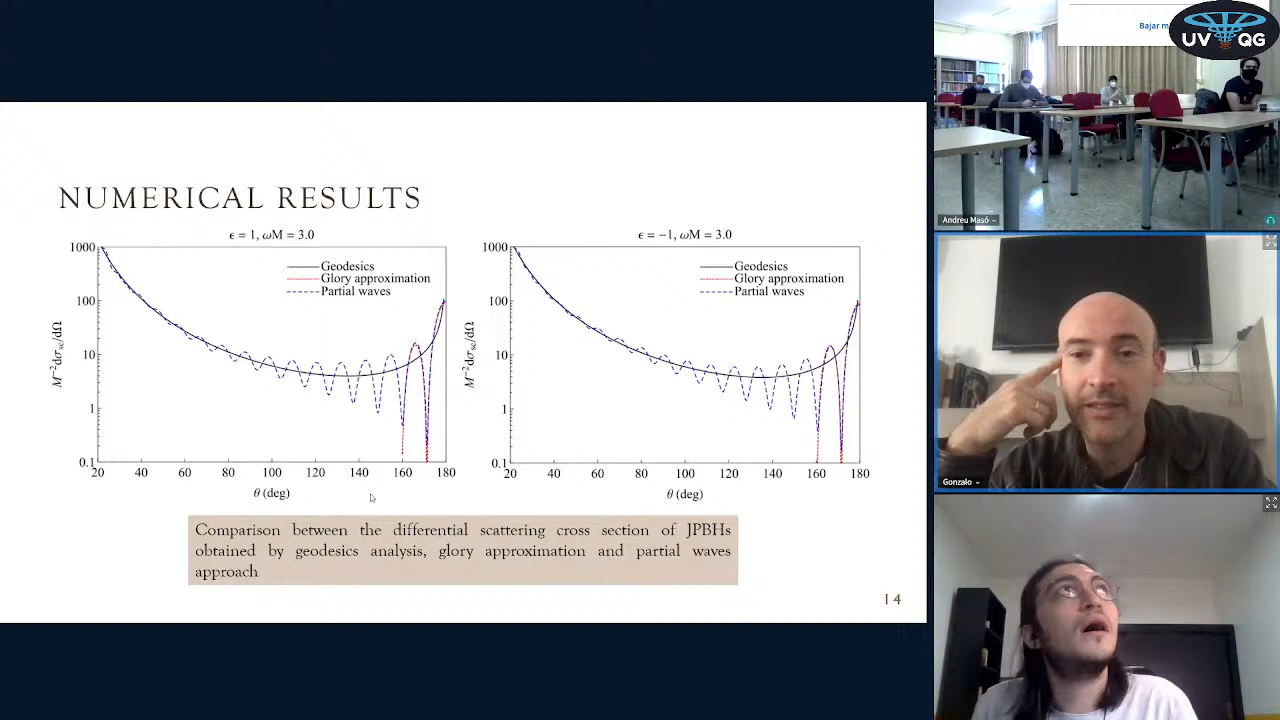 NUMERICAL RESULTS
ϵ = 1, ωM = 3.0
1000
100
10
1
0.1
M⁻²dσsc/dΩ
Geodesics
Glory approximation
Partial waves
20 40 60 80 100 120 140 160 180
θ (deg)
ϵ = −1, ωM = 3.0
1000
100
10
1
0.1
M⁻²dσsc/dΩ
Geodesics
Glory approximation
Partial waves
20 40 60 80 100 120 140 160 180
θ (deg)
Comparison between the differential scattering cross section of JPBHs
obtained by geodesics analysis, glory approximation and partial waves
approach
14
Bajar
UV QG
Andreu Masó
Gonzalo